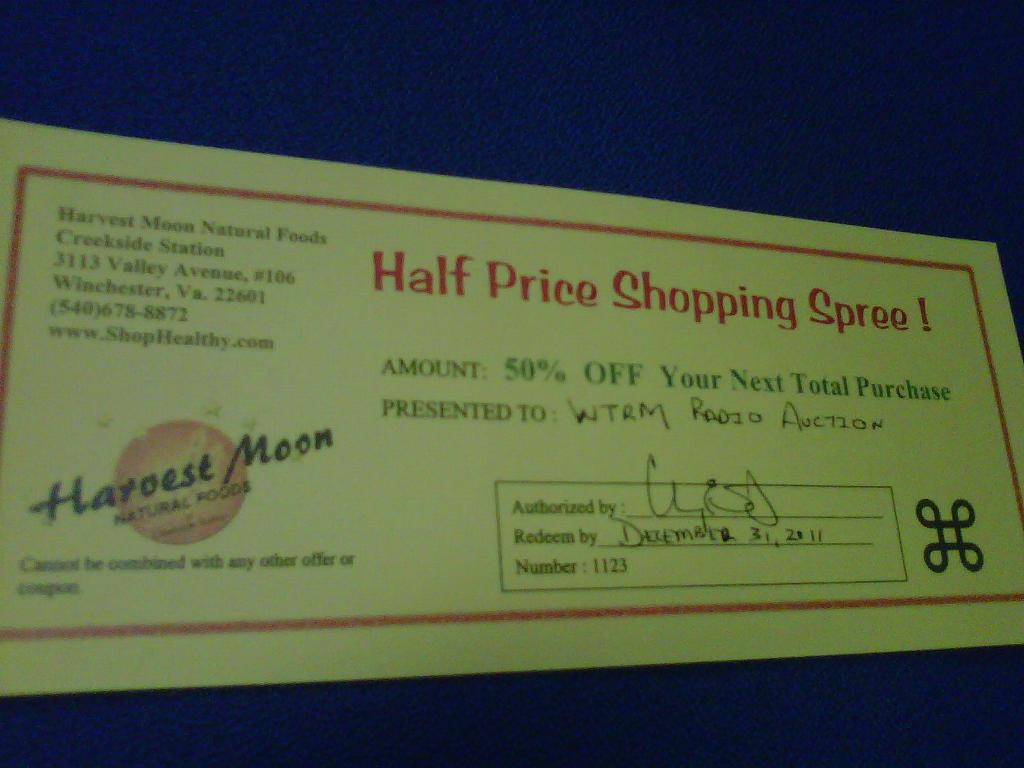 Harvest Moon Natural Foods
Creekside Station
3113 Valley Avenue, #106
Winchester, Va. 22601
(540)678-8872
www.ShopHealthy.com
Half Price Shopping Spree !
AMOUNT: 50% OFF Your Next Total Purchase
PRESENTED TO : WTRM RADIO AUCTION
Harvest Moon
NATURAL FOODS
Cannot be combined with any other offer or
coupon.
Authorized by :
Redeem by DECEMBER 31, 2011
Number : 1123